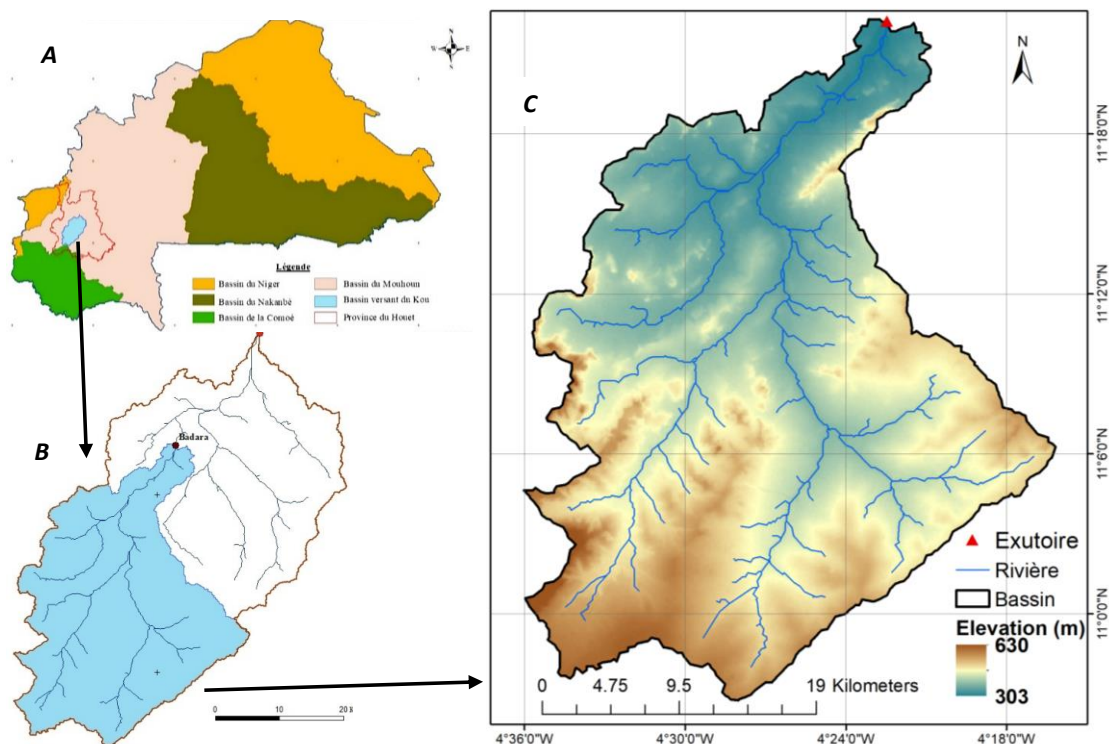 A
N
W
E
S
Légende
Bassin du Niger
Bassin du Mouhoun
Bassin du Nakanbé
Bassin versant du Kou
Bassin de la Comoé
Province du Houet
B
Badara
0
10
C
N
11°18'0"N
11°12'0"N
11°6'0"N
11°0'0"N
Exutoire
Rivière
Bassin
Elevation (m)
630
303
0
4.75
9.5
19 Kilometers
4°36'0"W
4°30'0"W
4°24'0"W
4°18'0"W